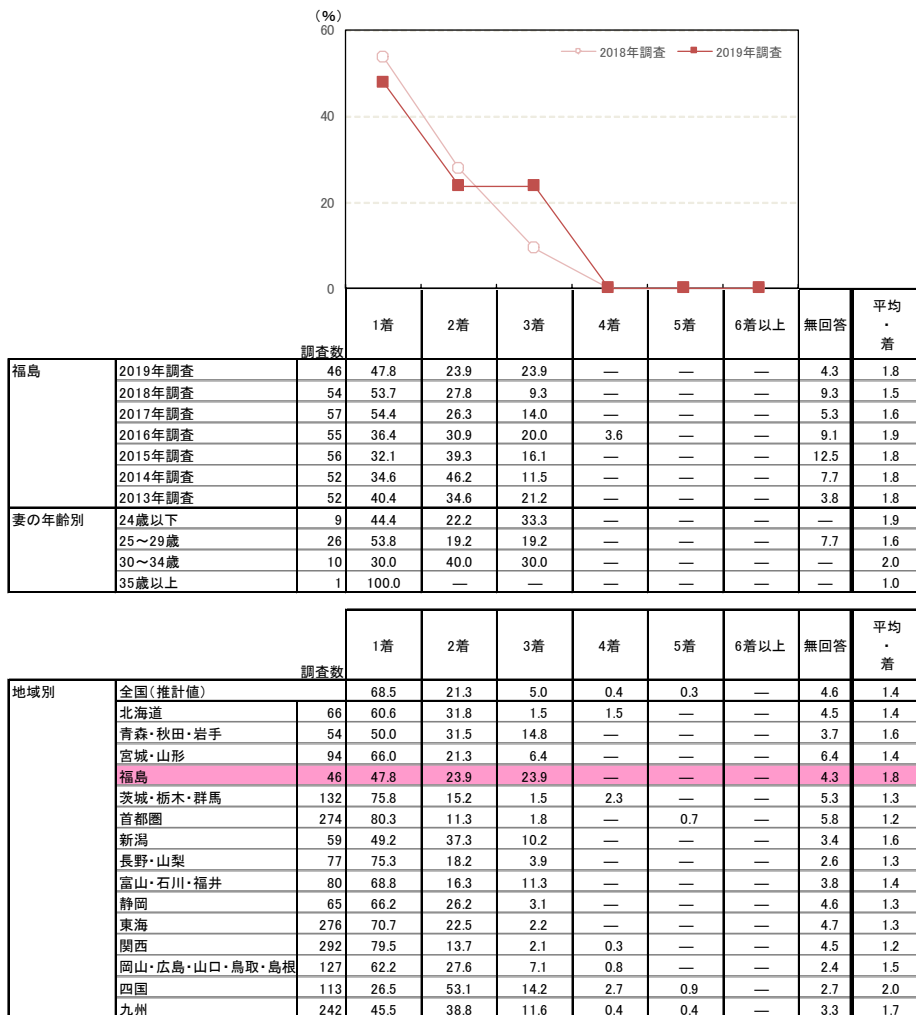 (%)
60
2018年調査 2019年調査
40
20
0
調査数 1着 2着 3着 4着 5着 6着以上 無回答 平均・着
福島 2019年調査 46 47.8 23.9 23.9 — — — 4.3 1.8
2018年調査 54 53.7 27.8 9.3 — — — 9.3 1.5
2017年調査 57 54.4 26.3 14.0 — — — 5.3 1.6
2016年調査 55 36.4 30.9 20.0 3.6 — — 9.1 1.9
2015年調査 56 32.1 39.3 16.1 — — — 12.5 1.8
2014年調査 52 34.6 46.2 11.5 — — — 7.7 1.8
2013年調査 52 40.4 34.6 21.2 — — — 3.8 1.8
妻の年齢別 24歳以下 9 44.4 22.2 33.3 — — — — 1.9
25～29歳 26 53.8 19.2 19.2 — — — 7.7 1.6
30～34歳 10 30.0 40.0 30.0 — — — — 2.0
35歳以上 1 100.0 — — — — — — 1.0
調査数 1着 2着 3着 4着 5着 6着以上 無回答 平均・着
地域別 全国(推計値) 68.5 21.3 5.0 0.4 0.3 — 4.6 1.4
北海道 66 60.6 31.8 1.5 1.5 — — 4.5 1.4
青森・秋田・岩手 54 50.0 31.5 14.8 — — — 3.7 1.6
宮城・山形 94 66.0 21.3 6.4 — — — 6.4 1.4
福島 46 47.8 23.9 23.9 — — — 4.3 1.8
茨城・栃木・群馬 132 75.8 15.2 1.5 2.3 — — 5.3 1.3
首都圏 274 80.3 11.3 1.8 — 0.7 — 5.8 1.2
新潟 59 49.2 37.3 10.2 — — — 3.4 1.6
長野・山梨 77 75.3 18.2 3.9 — — — 2.6 1.3
富山・石川・福井 80 68.8 16.3 11.3 — — — 3.8 1.4
静岡 65 66.2 26.2 3.1 — — — 4.6 1.3
東海 276 70.7 22.5 2.2 — — — 4.7 1.3
関西 292 79.5 13.7 2.1 0.3 — — 4.5 1.2
岡山・広島・山口・鳥取・島根 127 62.2 27.6 7.1 0.8 — — 2.4 1.5
四国 113 26.5 53.1 14.2 2.7 0.9 — 2.7 2.0
九州 242 45.5 38.8 11.6 0.4 0.4 — 3.3 1.7